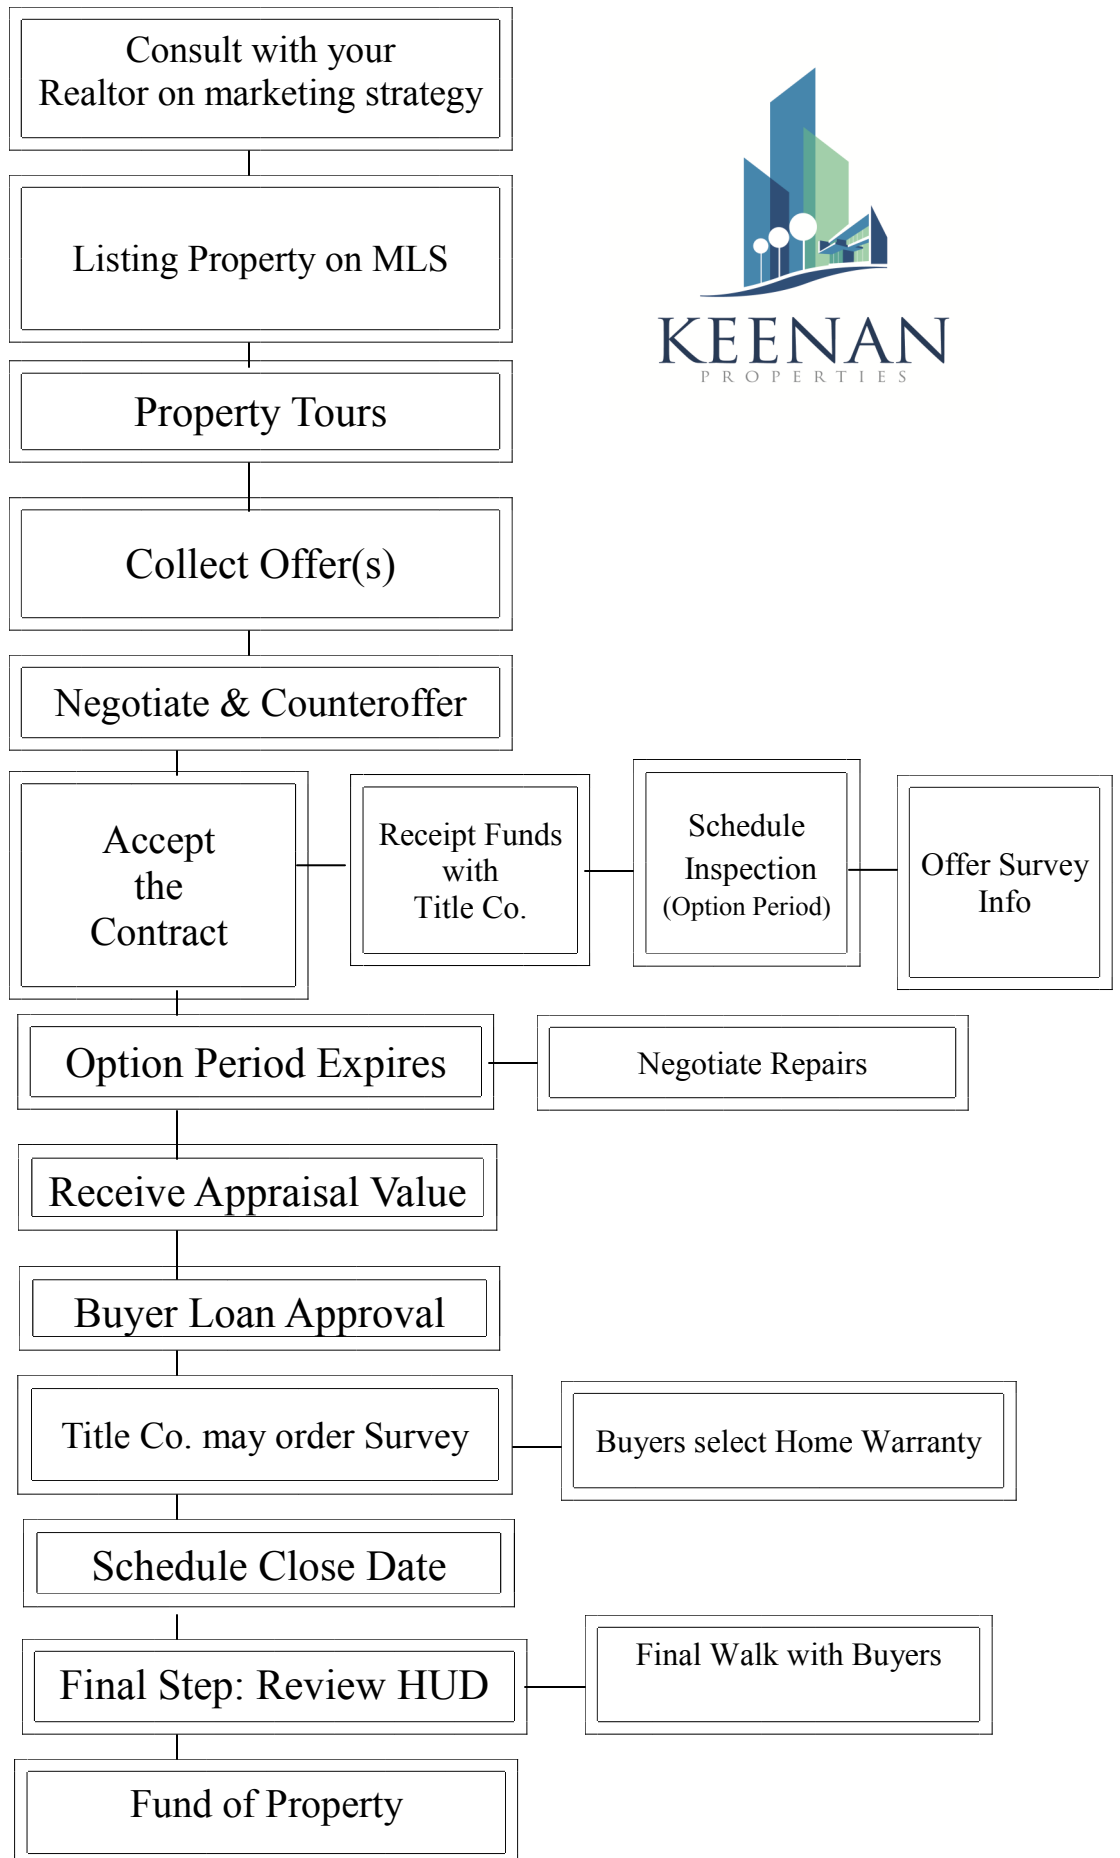 Consult with your
Realtor on marketing strategy
KEENAN
PROPERTIES
Listing Property on MLS
Property Tours
Collect Offer(s)
Negotiate & Counteroffer
Accept
the
Contract
Receipt Funds
with
Title Co.
Schedule
Inspection
(Option Period)
Offer Survey
Info
Option Period Expires
Negotiate Repairs
Receive Appraisal Value
Buyer Loan Approval
Title Co. may order Survey
Buyers select Home Warranty
Schedule Close Date
Final Step: Review HUD
Final Walk with Buyers
Fund of Property